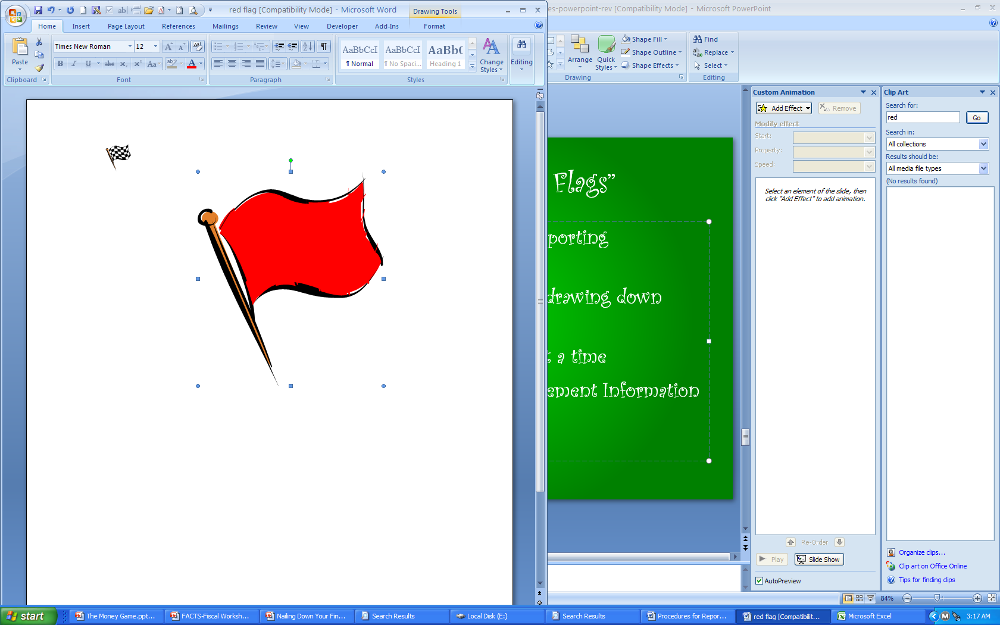 red flag [Compatibility Mode] - Microsoft Word
Drawing Tools
es-powerpoint-rev [Compatibility Mode] - Microsoft PowerPoint
Home Insert Page Layout References Mailings Review View Developer Add-Ins Format
Paste
Clipboard
Times New Roman 12
Font
Paragraph
AaBbCcI AaBbCcI AaBbC
¶ Normal ¶ No Spaci... Heading 1
Change
Styles
Styles
Editing
Arrange
Quick
Styles
Shape Fill
Shape Outline
Shape Effects
Drawing
Find
Replace
Select
Editing
Flags”
porting
drawing down
t a time
ement Information
Custom Animation
Add Effect Remove
Modify effect
Start:
Property:
Speed:
Select an element of the slide, then
click "Add Effect" to add animation.
Re-Order
Play Slide Show
AutoPreview
Clip Art
Search for:
red Go
Search in:
All collections
Results should be:
All media file types
(No results found)
Organize clips...
Clip art on Office Online
Tips for finding clips
84%
start
The Money Game.ppt...
FACTS-Fiscal Worksh...
Nailing Down Your Fin...
Search Results
Local Disk (E:)
Search Results
Procedures for Repor...
red flag [Compatibilit...
Microsoft Excel
3:17 AM